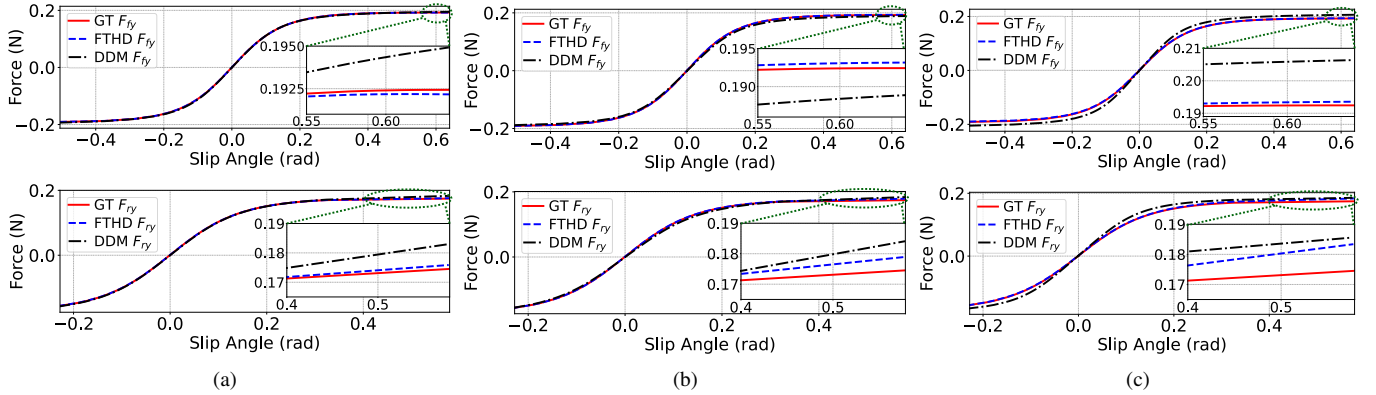 0.2
0.0
−0.2
Force (N)
GT F_fy
FTHD F_fy
DDM F_fy
0.1950
0.1925
0.55 0.60
−0.4 −0.2 0.0 0.2 0.4 0.6
Slip Angle (rad)
0.2
0.0
Force (N)
GT F_ry
FTHD F_ry
DDM F_ry
0.19
0.17
0.4 0.5
−0.2 0.0 0.2 0.4
Slip Angle (rad)
(a)
0.2
0.0
−0.2
Force (N)
GT F_fy
FTHD F_fy
DDM F_fy
0.195
0.190
0.55 0.60
−0.4 −0.2 0.0 0.2 0.4 0.6
Slip Angle (rad)
0.2
0.0
Force (N)
GT F_ry
FTHD F_ry
DDM F_ry
0.19
0.17
0.4 0.5
−0.2 0.0 0.2 0.4
Slip Angle (rad)
(b)
0.2
0.1
0.0
−0.1
−0.2
Force (N)
GT F_fy
FTHD F_fy
DDM F_fy
0.21
0.20
0.19
0.55 0.60
−0.4 −0.2 0.0 0.2 0.4 0.6
Slip Angle (rad)
0.2
0.0
Force (N)
GT F_ry
FTHD F_ry
DDM F_ry
0.19
0.17
0.4 0.5
−0.2 0.0 0.2 0.4
Slip Angle (rad)
(c)